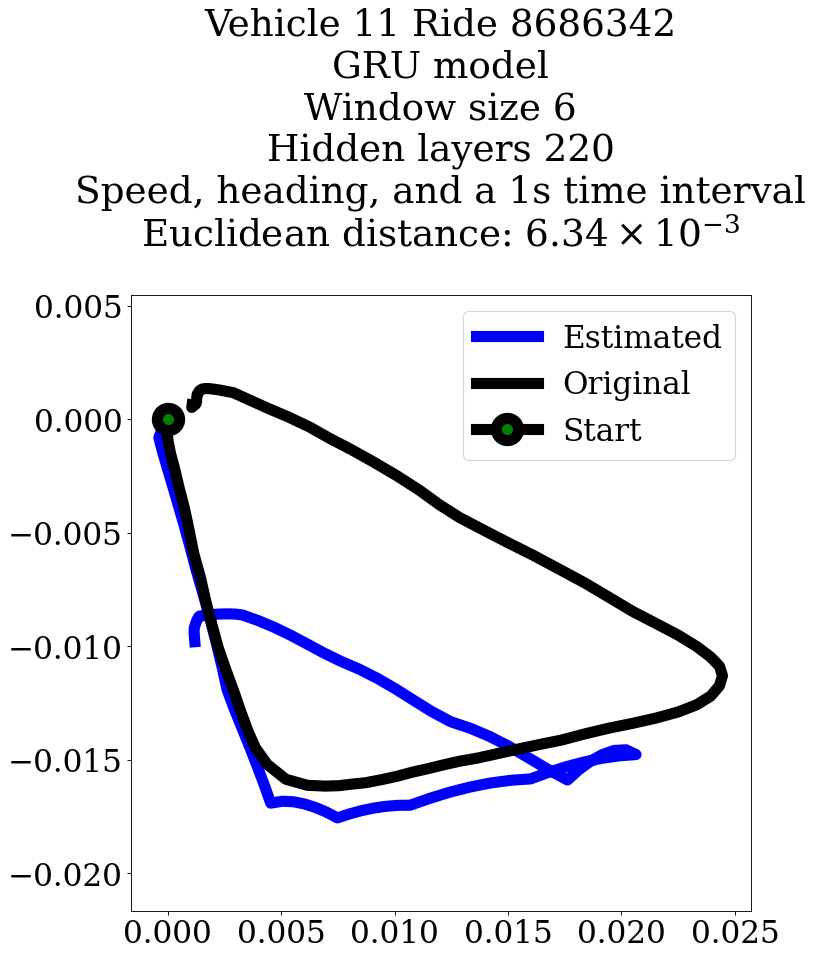 Vehicle 11 Ride 8686342
GRU model
Window size 6
Hidden layers 220
Speed, heading, and a 1s time interval
Euclidean distance: 6.34 × 10⁻³
0.005
0.000
−0.005
−0.010
−0.015
−0.020
Estimated
Original
Start
0.000 0.005 0.010 0.015 0.020 0.025